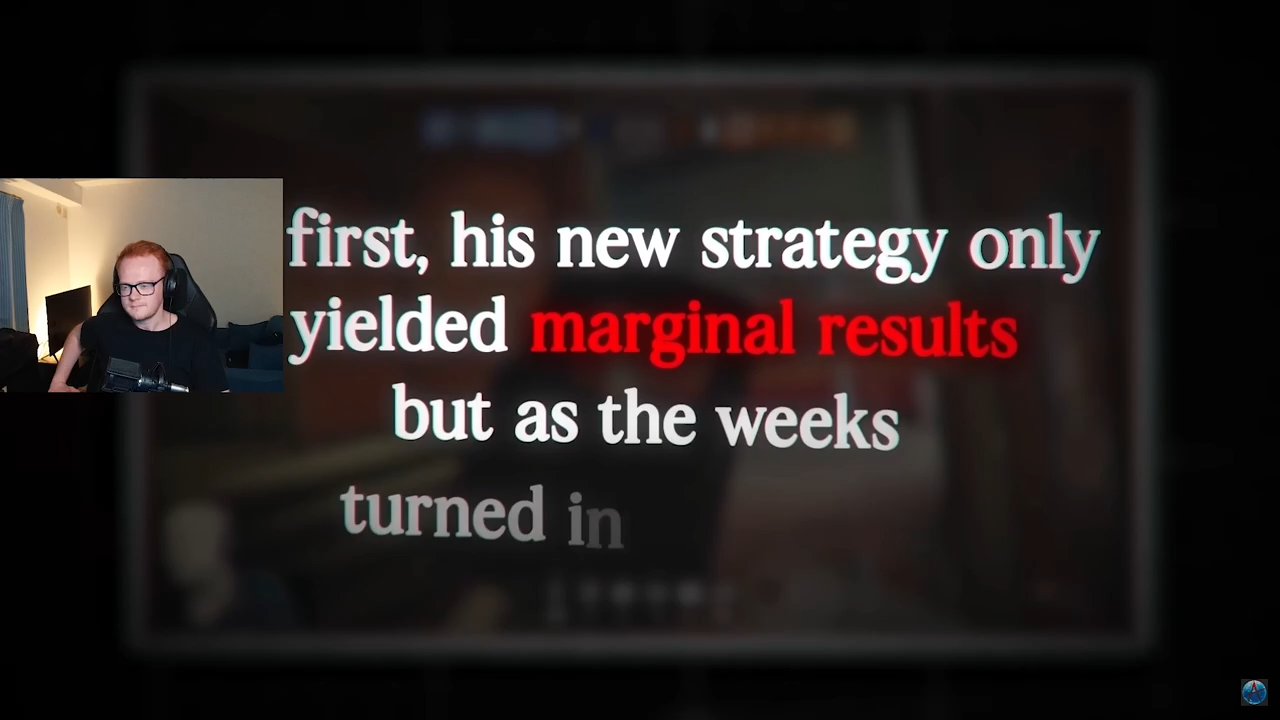 first, his new strategy only
yielded marginal results
but as the weeks
turned in